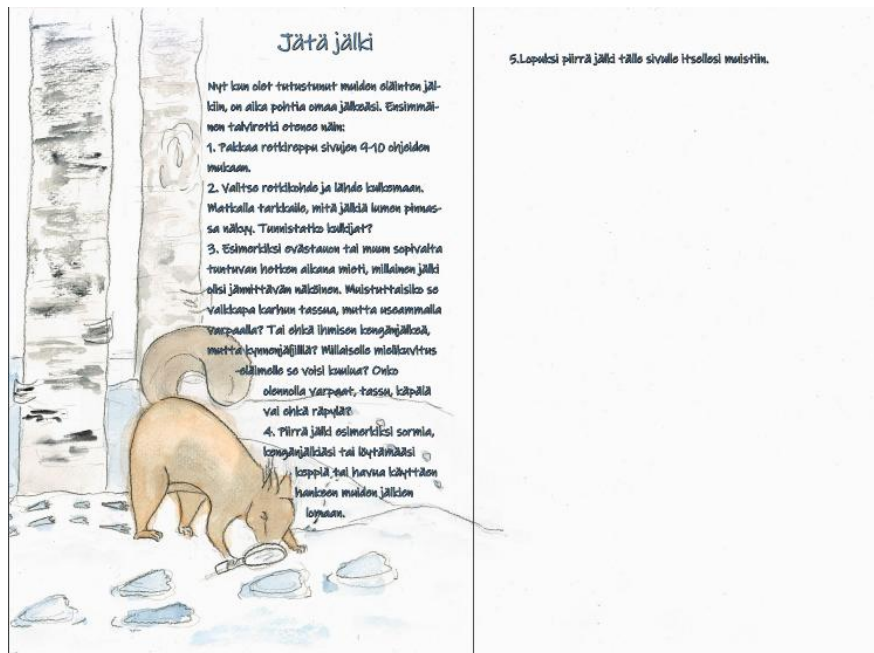 Jätä jälki
Nyt kun olet tutustunut muiden eläinten jäl-
kiin, on aika pohtia omaa jälkeäsi. Ensimmäi-
nen talviretki etenee näin:
1. Pakkaa retkireppu sivujen 9-10 ohjeiden
mukaan.
2. Valitse retkikohde ja lähde kulkemaan.
Matkalla tarkkaile, mitä jälkiä lumen pinnas-
sa näkyy. Tunnistatko kulkijat?
3. Esimerkiksi evästauon tai muun sopivalta
tuntuvan hetken aikana mieti, millainen jälki
olisi jännittävän näköinen. Muistuttaisiko se
vaikkapa karhun tassua, mutta useammalla
varpaalla? Tai ehkä ihmisen kengänjälkeä,
mutta kynnenjäljillä? Millaiselle mielikuvitus
-eläimelle se voisi kuulua? Onko
olennolla varpaat, tassu, käpälä
vai ehkä räpylä?
4. Piirrä jälki esimerkiksi sormia,
kengänjälkiäsi tai löytämääsi
keppiä tai havua käyttäen
hankeen muiden jälkien
lomaan.
5.Lopuksi piirrä jälki tälle sivulle itsellesi muistiin.